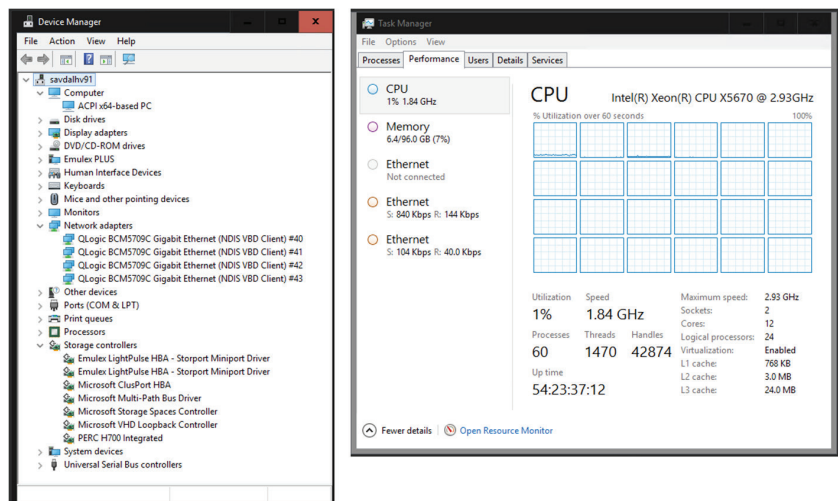 Device Manager
File Action View Help
savdalhv91
Computer
ACPI x64-based PC
Disk drives
Display adapters
DVD/CD-ROM drives
Emulex PLUS
Human Interface Devices
Keyboards
Mice and other pointing devices
Monitors
Network adapters
QLogic BCM5709C Gigabit Ethernet (NDIS VBD Client) #40
QLogic BCM5709C Gigabit Ethernet (NDIS VBD Client) #41
QLogic BCM5709C Gigabit Ethernet (NDIS VBD Client) #42
QLogic BCM5709C Gigabit Ethernet (NDIS VBD Client) #43
Other devices
Ports (COM & LPT)
Print queues
Processors
Storage controllers
Emulex LightPulse HBA - Storport Miniport Driver
Emulex LightPulse HBA - Storport Miniport Driver
Microsoft ClusPort HBA
Microsoft Multi-Path Bus Driver
Microsoft Storage Spaces Controller
Microsoft VHD Loopback Controller
PERC H700 Integrated
System devices
Universal Serial Bus controllers
Task Manager
File Options View
Processes Performance Users Details Services
CPU
1% 1.84 GHz
Memory
6.4/96.0 GB (7%)
Ethernet
Not connected
Ethernet
S: 840 Kbps R: 144 Kbps
Ethernet
S: 104 Kbps R: 40.0 Kbps
CPU Intel(R) Xeon(R) CPU X5670 @ 2.93GHz
% Utilization over 60 seconds 100%
Utilization Speed
1% 1.84 GHz
Processes Threads Handles
60 1470 42874
Up time
54:23:37:12
Maximum speed: 2.93 GHz
Sockets: 2
Cores: 12
Logical processors: 24
Virtualization: Enabled
L1 cache: 768 KB
L2 cache: 3.0 MB
L3 cache: 24.0 MB
Fewer details Open Resource Monitor